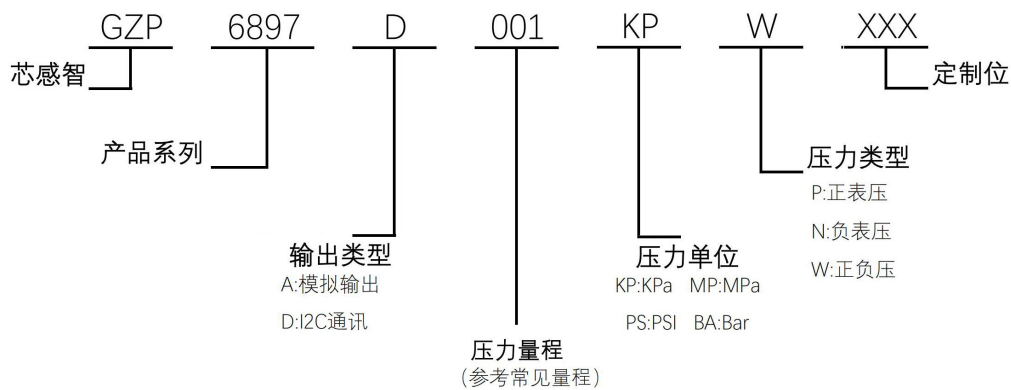 GZP 6897 D 001 KP W XXX
芯感智
定制位
产品系列
压力类型
P:正表压
N:负表压
W:正负压
输出类型
A:模拟输出
D:I2C通讯
压力单位
KP:KPa MP:MPa
PS:PSI BA:Bar
压力量程
(参考常见量程)